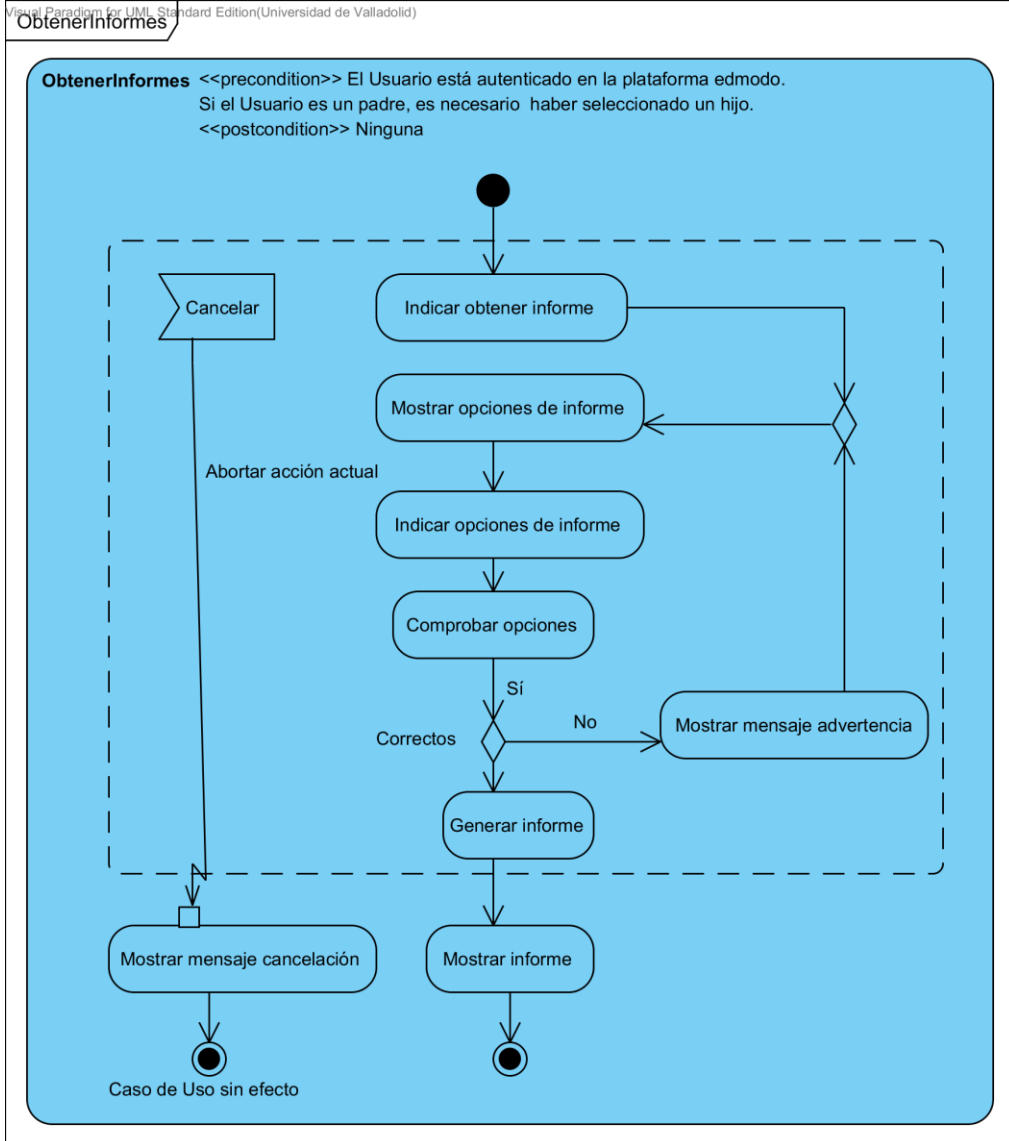 Visual Paradigm for UML Standard Edition(Universidad de Valladolid)
ObtenerInformes
ObtenerInformes <<precondition>> El Usuario está autenticado en la plataforma edmodo.
Si el Usuario es un padre, es necesario haber seleccionado un hijo.
<<postcondition>> Ninguna
Cancelar
Indicar obtener informe
Mostrar opciones de informe
Abortar acción actual
Indicar opciones de informe
Comprobar opciones
Sí
Correctos
No
Mostrar mensaje advertencia
Generar informe
Mostrar mensaje cancelación
Mostrar informe
Caso de Uso sin efecto